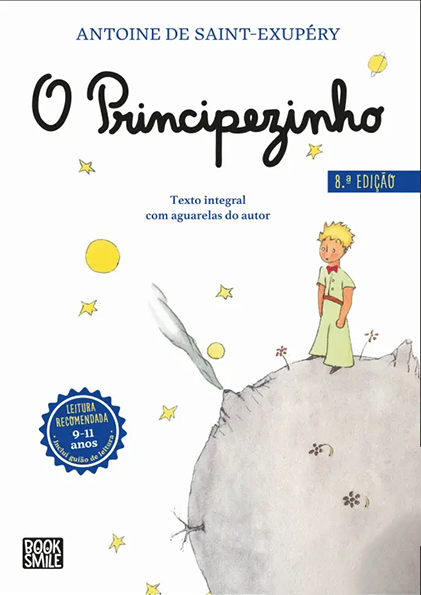 ANTOINE DE SAINT-EXUPÉRY
O Principezinho
8.ª EDIÇÃO
Texto integral
com aguarelas do autor
LEITURA
RECOMENDADA
9-11
anos
• Inclui guião de leitura •
BOOK
SMILE